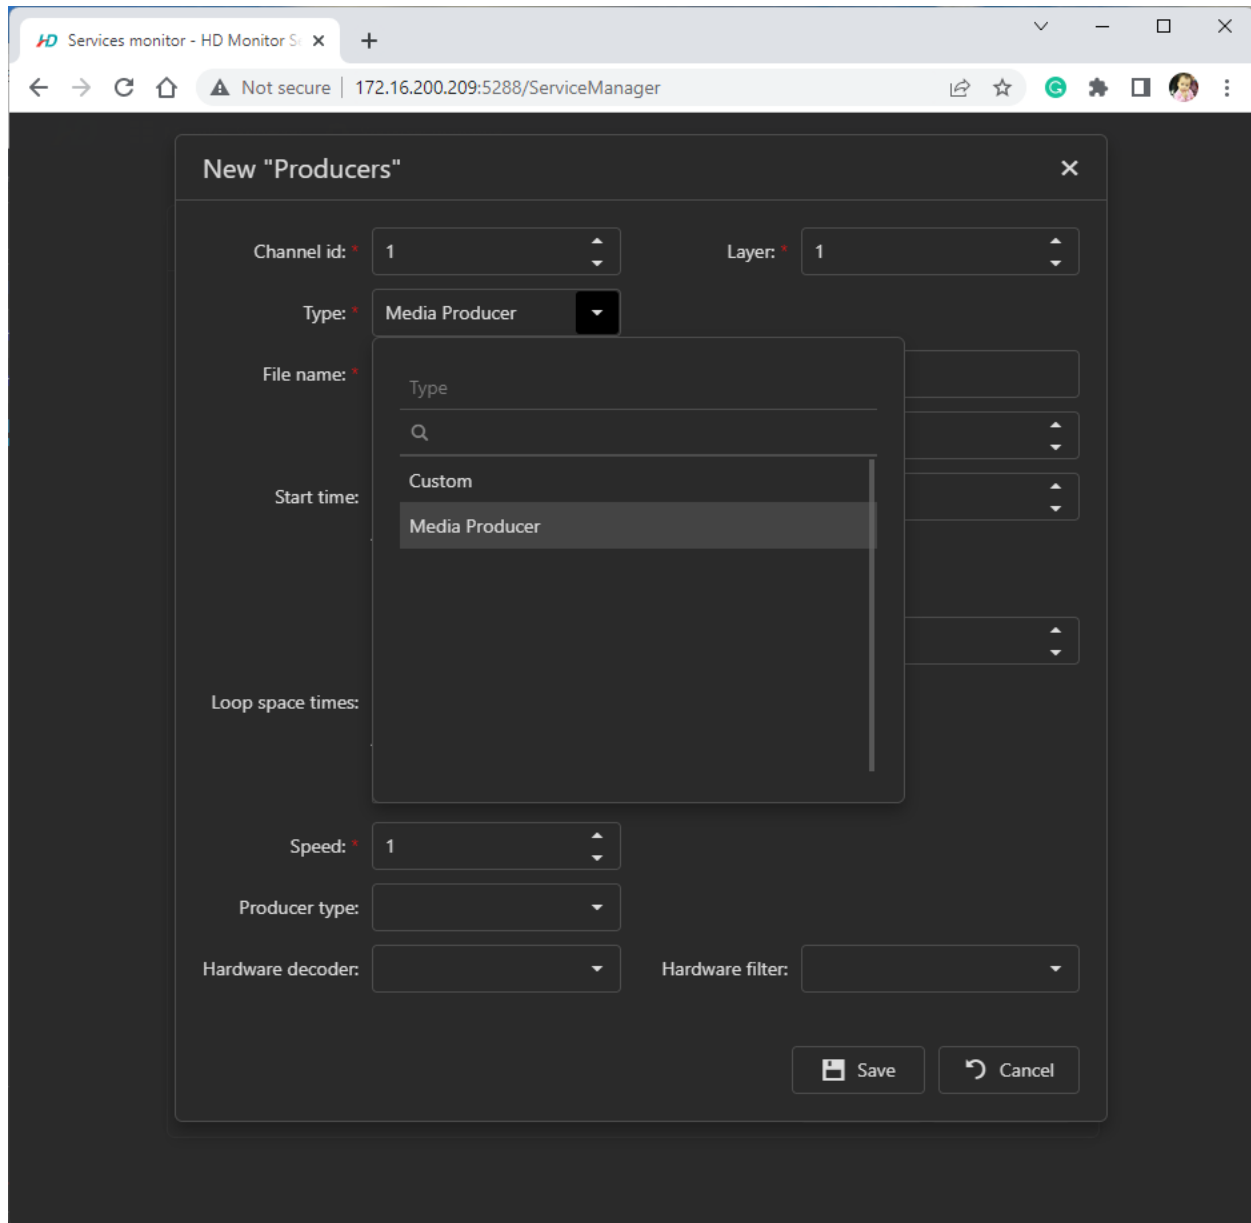 HD Services monitor - HD Monitor S
Not secure | 172.16.200.209:5288/ServiceManager
New "Producers"
Channel id: * 1 Layer: * 1
Type: * Media Producer
File name: *
Type
Custom
Start time:
Media Producer
Loop space times:
Speed: * 1
Producer type:
Hardware decoder: Hardware filter:
Save Cancel